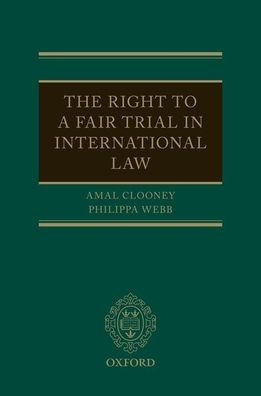 THE RIGHT TO
A FAIR TRIAL IN
INTERNATIONAL
LAW
AMAL CLOONEY
PHILIPPA WEBB
OXFORD